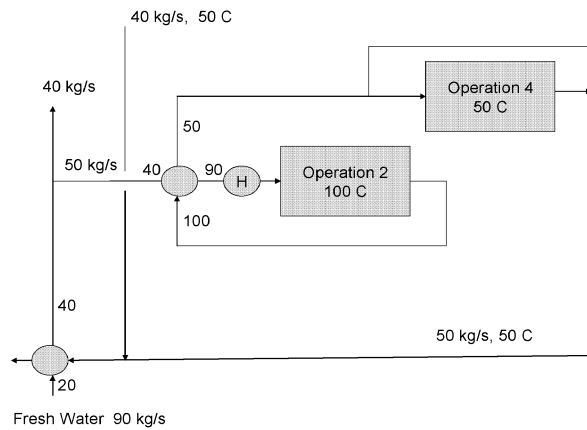 40 kg/s, 50 C
40 kg/s
Operation 4
50 C
50
50 kg/s
40
90
H
Operation 2
100 C
100
40
50 kg/s, 50 C
20
Fresh Water 90 kg/s